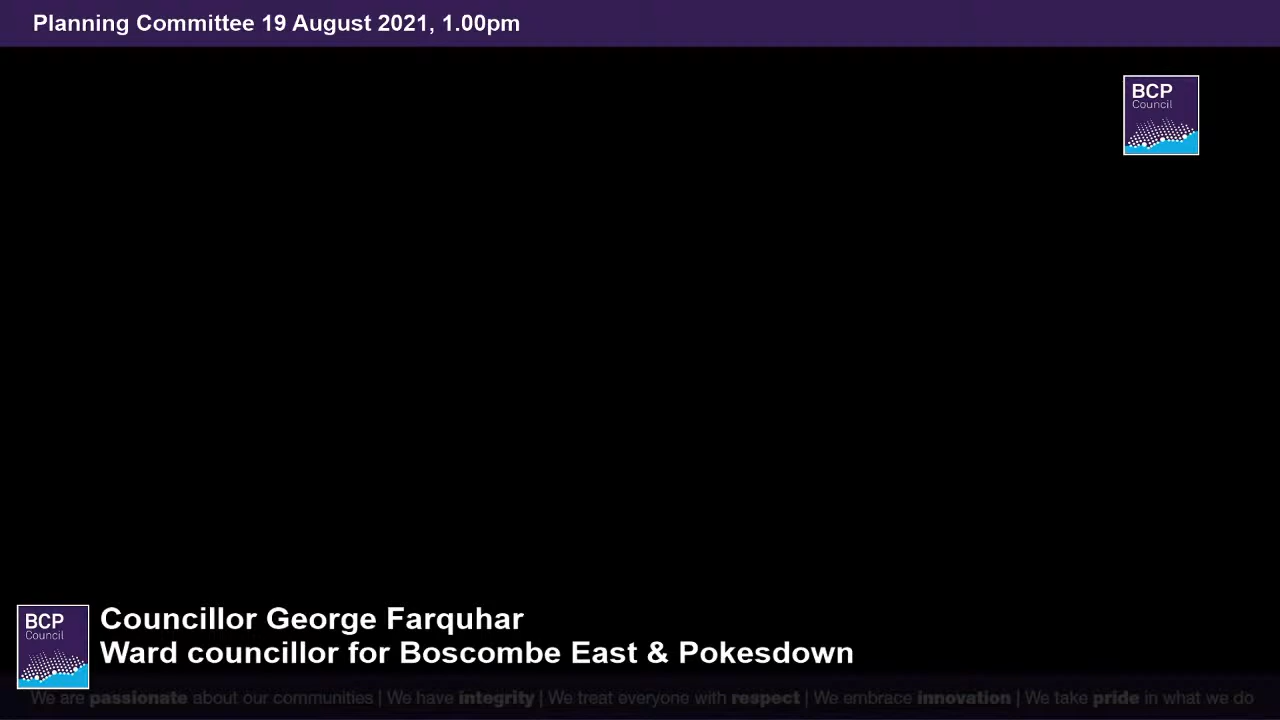 Planning Committee 19 August 2021, 1.00pm
BCP
Council
Councillor George Farquhar
Ward councillor for Boscombe East & Pokesdown
BCP
Council
We are passionate about our communities | We have integrity | We treat everyone with respect | We embrace innovation | We take pride in what we do